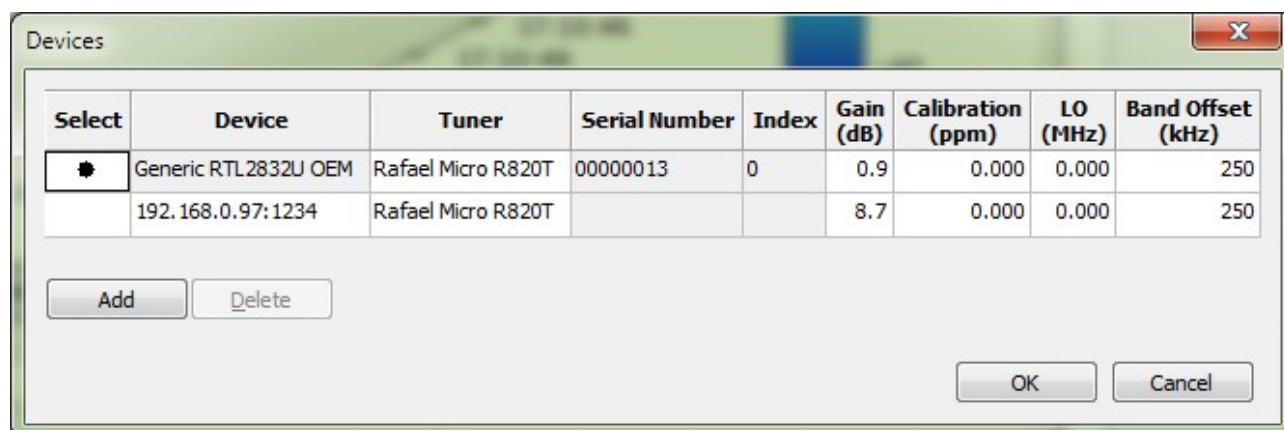 Devices
Select Device Tuner Serial Number Index Gain (dB) Calibration (ppm) LO (MHz) Band Offset (kHz)
Generic RTL2832U OEM Rafael Micro R820T 00000013 0 0.9 0.000 0.000 250
192.168.0.97:1234 Rafael Micro R820T 8.7 0.000 0.000 250
Add Delete
OK Cancel